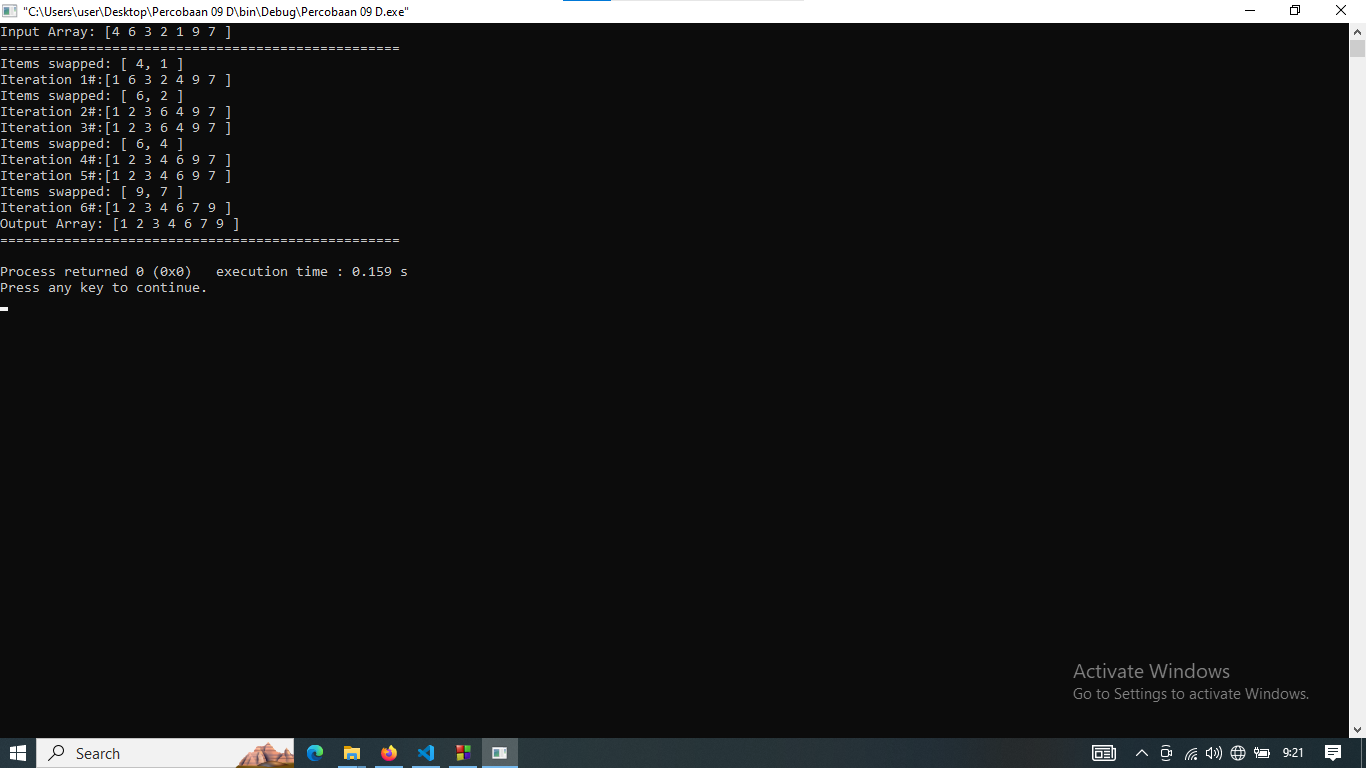 "C:\Users\user\Desktop\Percobaan 09 D\bin\Debug\Percobaan 09 D.exe"
Input Array: [4 6 3 2 1 9 7 ]
==================================================
Items swapped: [ 4, 1 ]
Iteration 1#:[1 6 3 2 4 9 7 ]
Items swapped: [ 6, 2 ]
Iteration 2#:[1 2 3 6 4 9 7 ]
Iteration 3#:[1 2 3 6 4 9 7 ]
Items swapped: [ 6, 4 ]
Iteration 4#:[1 2 3 4 6 9 7 ]
Iteration 5#:[1 2 3 4 6 9 7 ]
Items swapped: [ 9, 7 ]
Iteration 6#:[1 2 3 4 6 7 9 ]
Output Array: [1 2 3 4 6 7 9 ]
==================================================
Process returned 0 (0x0)   execution time : 0.159 s
Press any key to continue.
Activate Windows
Go to Settings to activate Windows.
Search
9:21